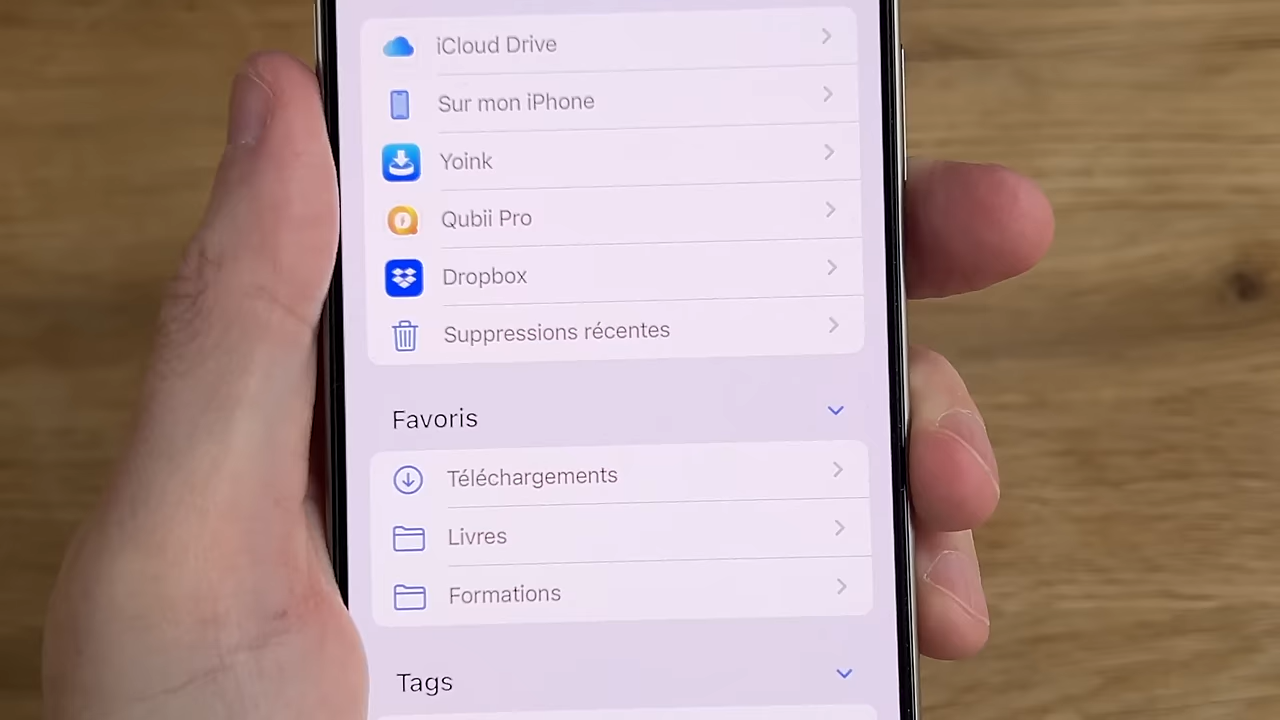 iCloud Drive
Sur mon iPhone
Yoink
Qubii Pro
Dropbox
Suppressions récentes
Favoris
Téléchargements
Livres
Formations
Tags